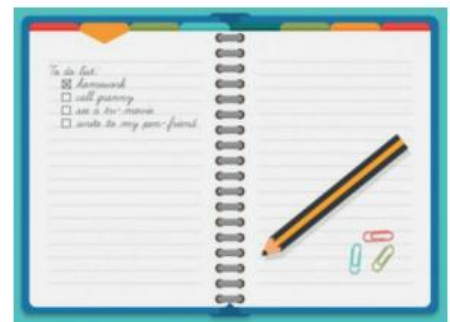 To do list:
homework
call granny
see a tv-movie
wrote to my pen-friend